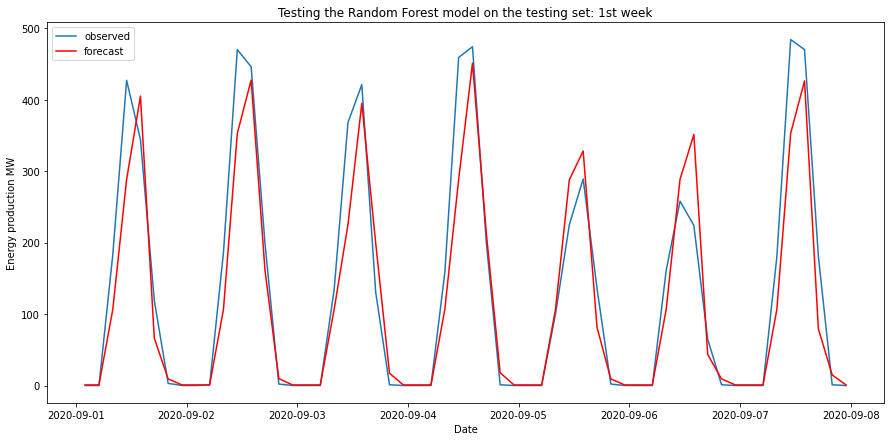 Testing the Random Forest model on the testing set: 1st week
observed
forecast
500
400
300
200
100
0
Energy production MW
2020-09-01 2020-09-02 2020-09-03 2020-09-04 2020-09-05 2020-09-06 2020-09-07 2020-09-08
Date